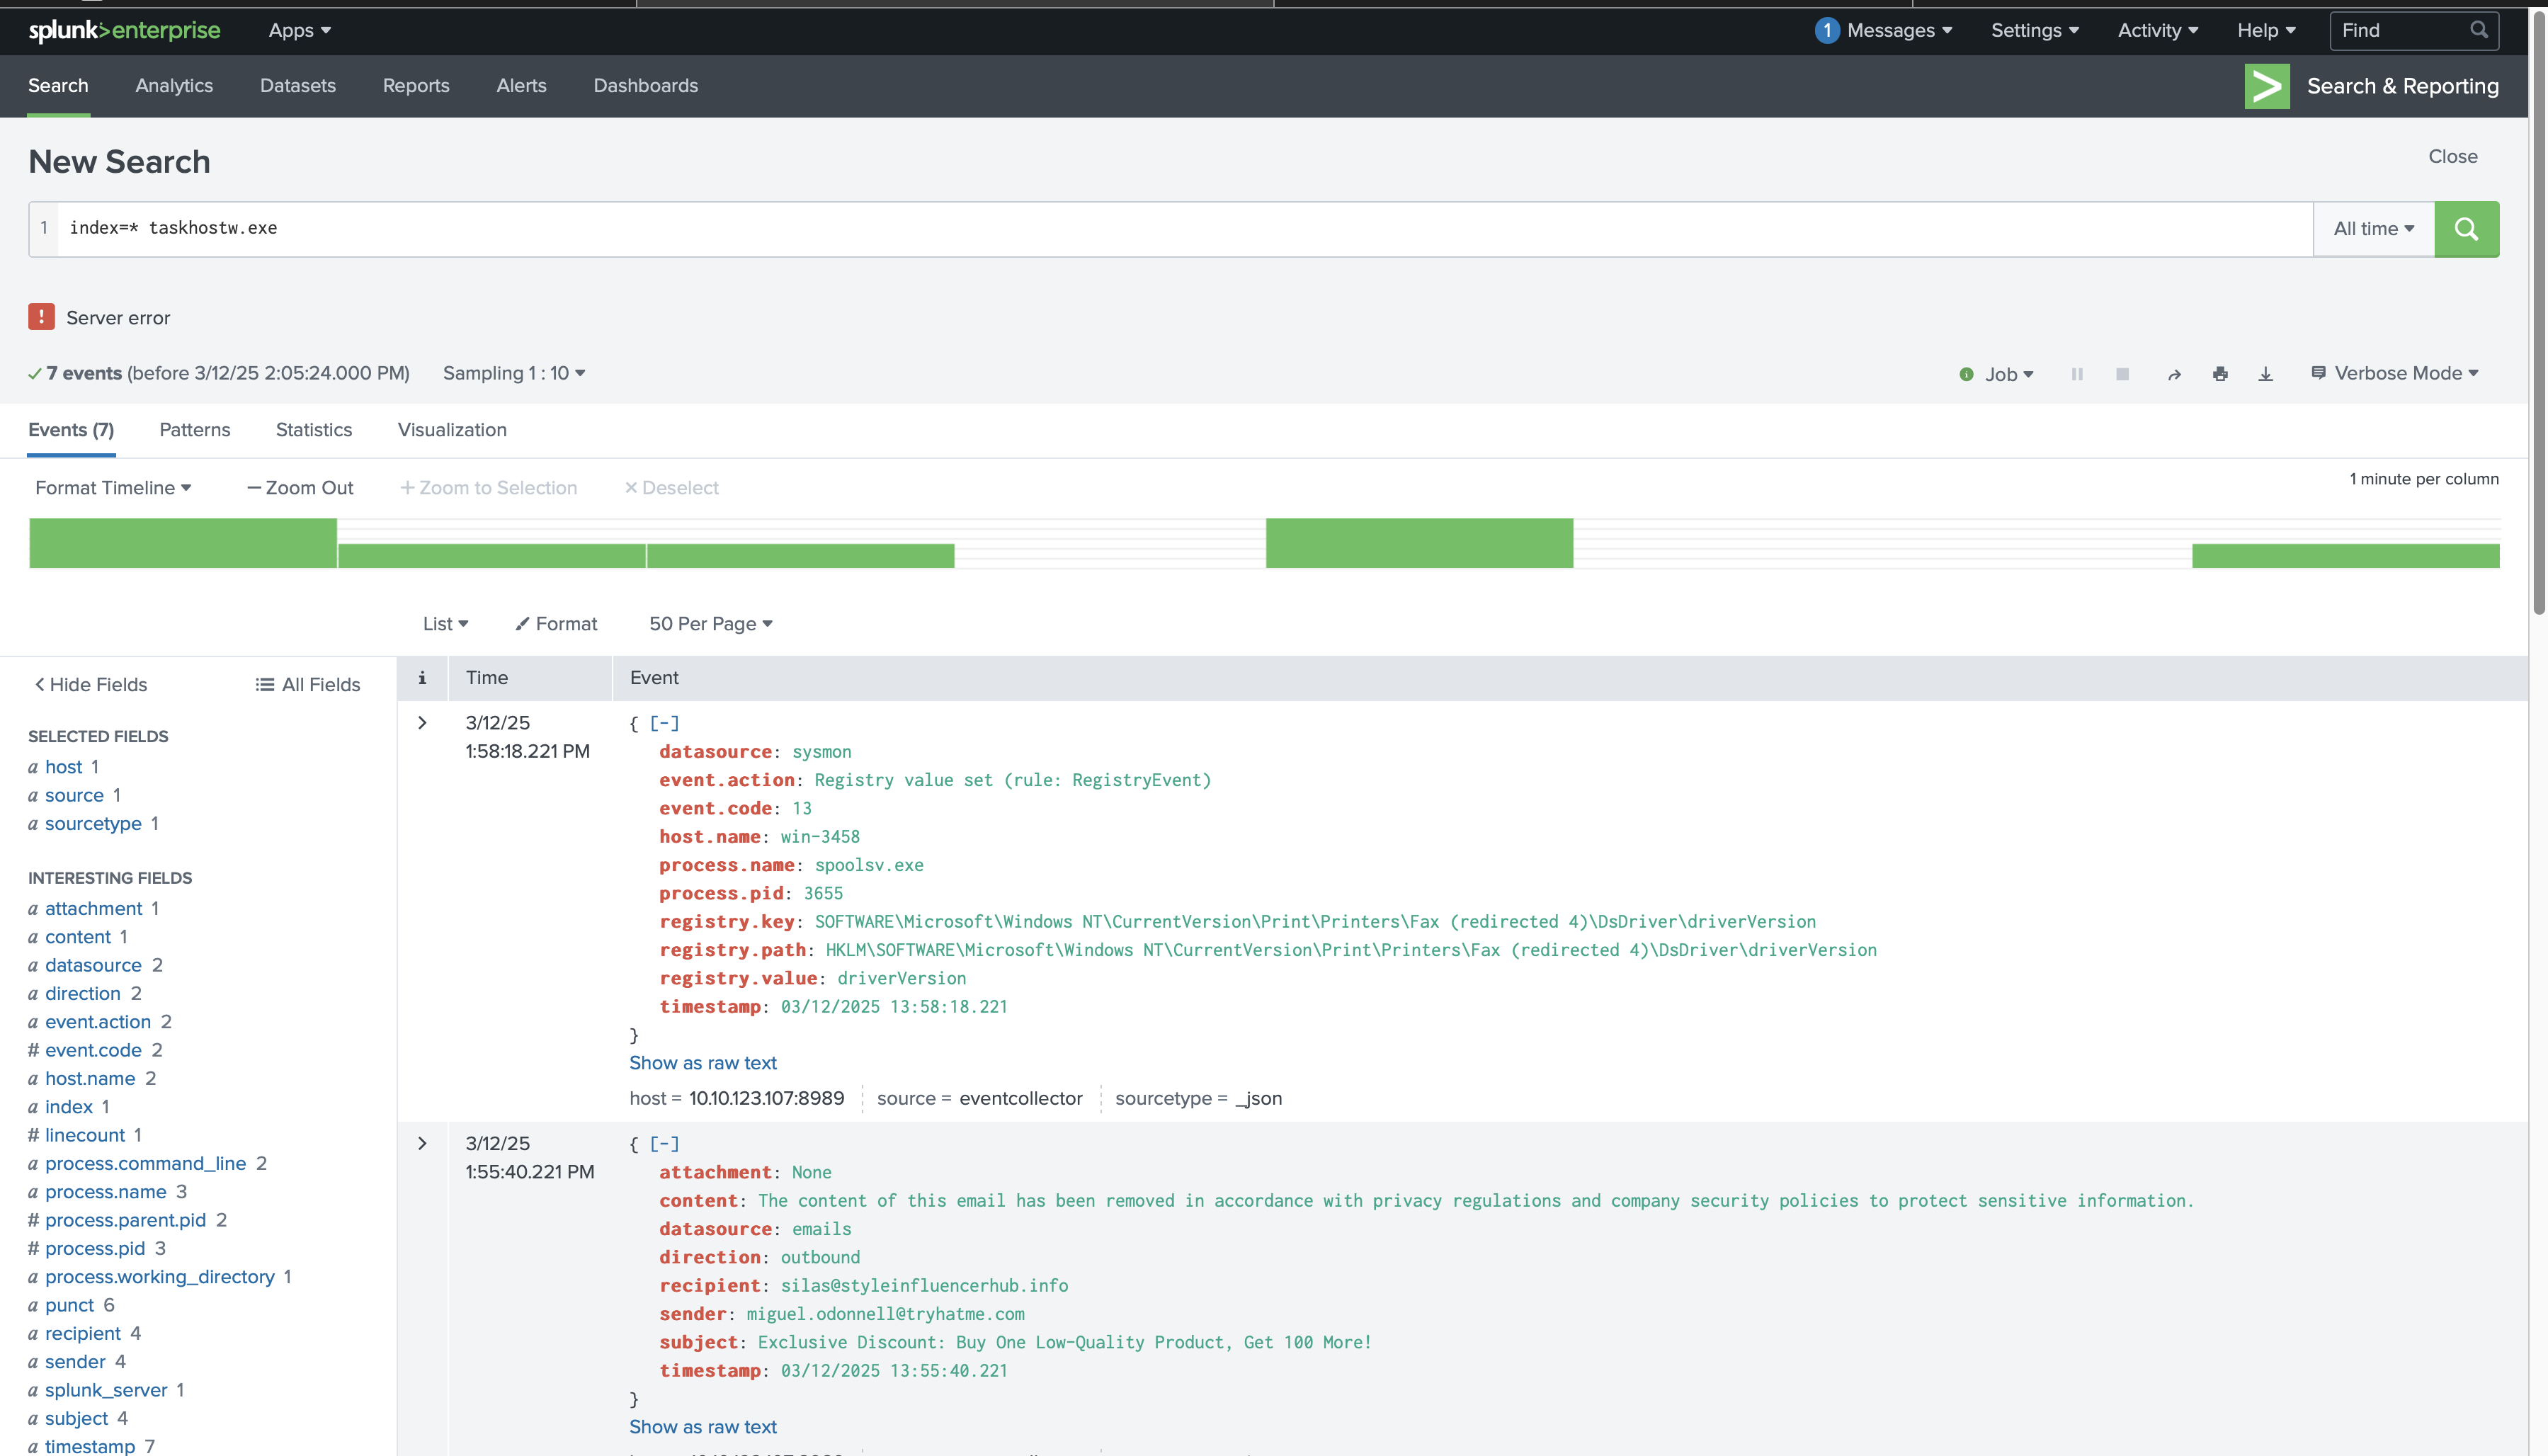 splunk>enterprise Apps 1 Messages Settings Activity Help Find
Search Analytics Datasets Reports Alerts Dashboards Search & Reporting
New Search Close
1 index=* taskhostw.exe All time
! Server error
7 events (before 3/12/25 2:05:24.000 PM) Sampling 1 : 10 Job Verbose Mode
Events (7) Patterns Statistics Visualization
Format Timeline — Zoom Out + Zoom to Selection × Deselect 1 minute per column
List Format 50 Per Page
< Hide Fields All Fields
SELECTED FIELDS
a host 1
a source 1
a sourcetype 1
INTERESTING FIELDS
a attachment 1
a content 1
a datasource 2
a direction 2
a event.action 2
# event.code 2
a host.name 2
a index 1
# linecount 1
a process.command_line 2
a process.name 3
# process.parent.pid 2
# process.pid 3
a process.working_directory 1
a punct 6
a recipient 4
a sender 4
a splunk_server 1
a subject 4
a timestamp 7
i Time Event
> 3/12/25 { [-]
1:58:18.221 PM datasource: sysmon
event.action: Registry value set (rule: RegistryEvent)
event.code: 13
host.name: win-3458
process.name: spoolsv.exe
process.pid: 3655
registry.key: SOFTWARE\Microsoft\Windows NT\CurrentVersion\Print\Printers\Fax (redirected 4)\DsDriver\driverVersion
registry.path: HKLM\SOFTWARE\Microsoft\Windows NT\CurrentVersion\Print\Printers\Fax (redirected 4)\DsDriver\driverVersion
registry.value: driverVersion
timestamp: 03/12/2025 13:58:18.221
}
Show as raw text
host = 10.10.123.107:8989 source = eventcollector sourcetype = _json
> 3/12/25 { [-]
1:55:40.221 PM attachment: None
content: The content of this email has been removed in accordance with privacy regulations and company security policies to protect sensitive information.
datasource: emails
direction: outbound
recipient: silas@styleinfluencerhub.info
sender: miguel.odonnell@tryhatme.com
subject: Exclusive Discount: Buy One Low-Quality Product, Get 100 More!
timestamp: 03/12/2025 13:55:40.221
}
Show as raw text